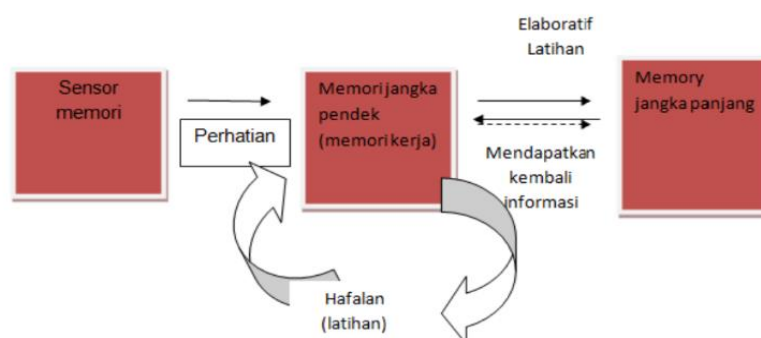 Sensor
memori
Perhatian
Memori jangka
pendek
(memori kerja)
Elaboratif
Latihan
Mendapatkan
kembali
informasi
Memory
jangka panjang
Hafalan
(latihan)